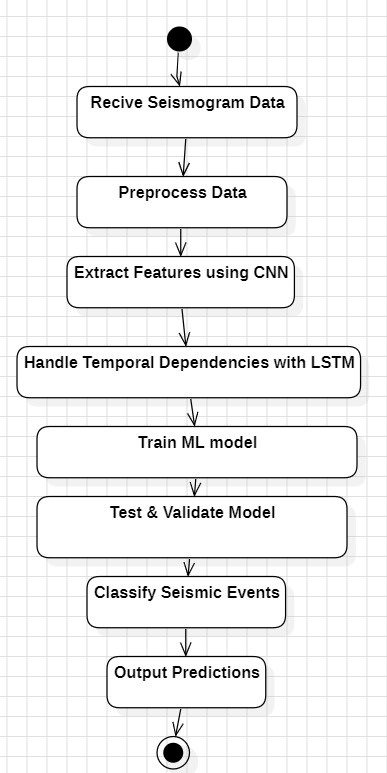 Recive Seismogram Data
Preprocess Data
Extract Features using CNN
Handle Temporal Dependencies with LSTM
Train ML model
Test & Validate Model
Classify Seismic Events
Output Predictions